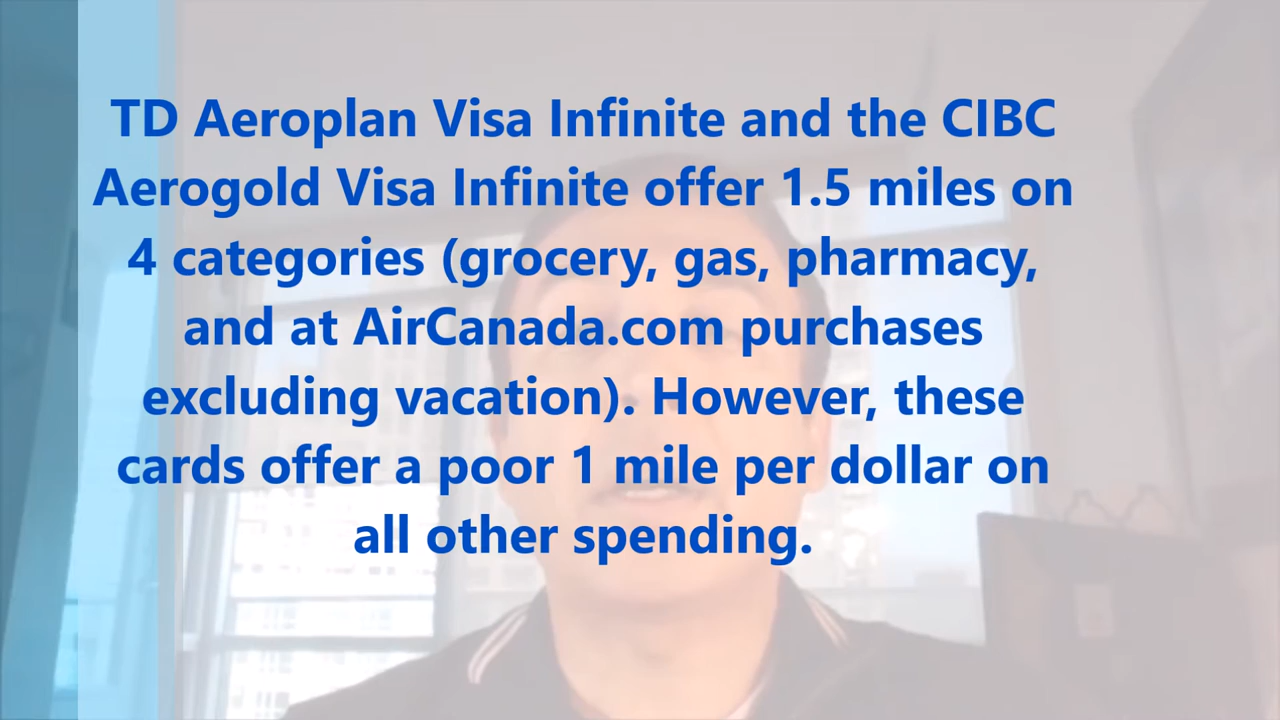 TD Aeroplan Visa Infinite and the CIBC
Aerogold Visa Infinite offer 1.5 miles on
4 categories (grocery, gas, pharmacy,
and at AirCanada.com purchases
excluding vacation). However, these
cards offer a poor 1 mile per dollar on
all other spending.